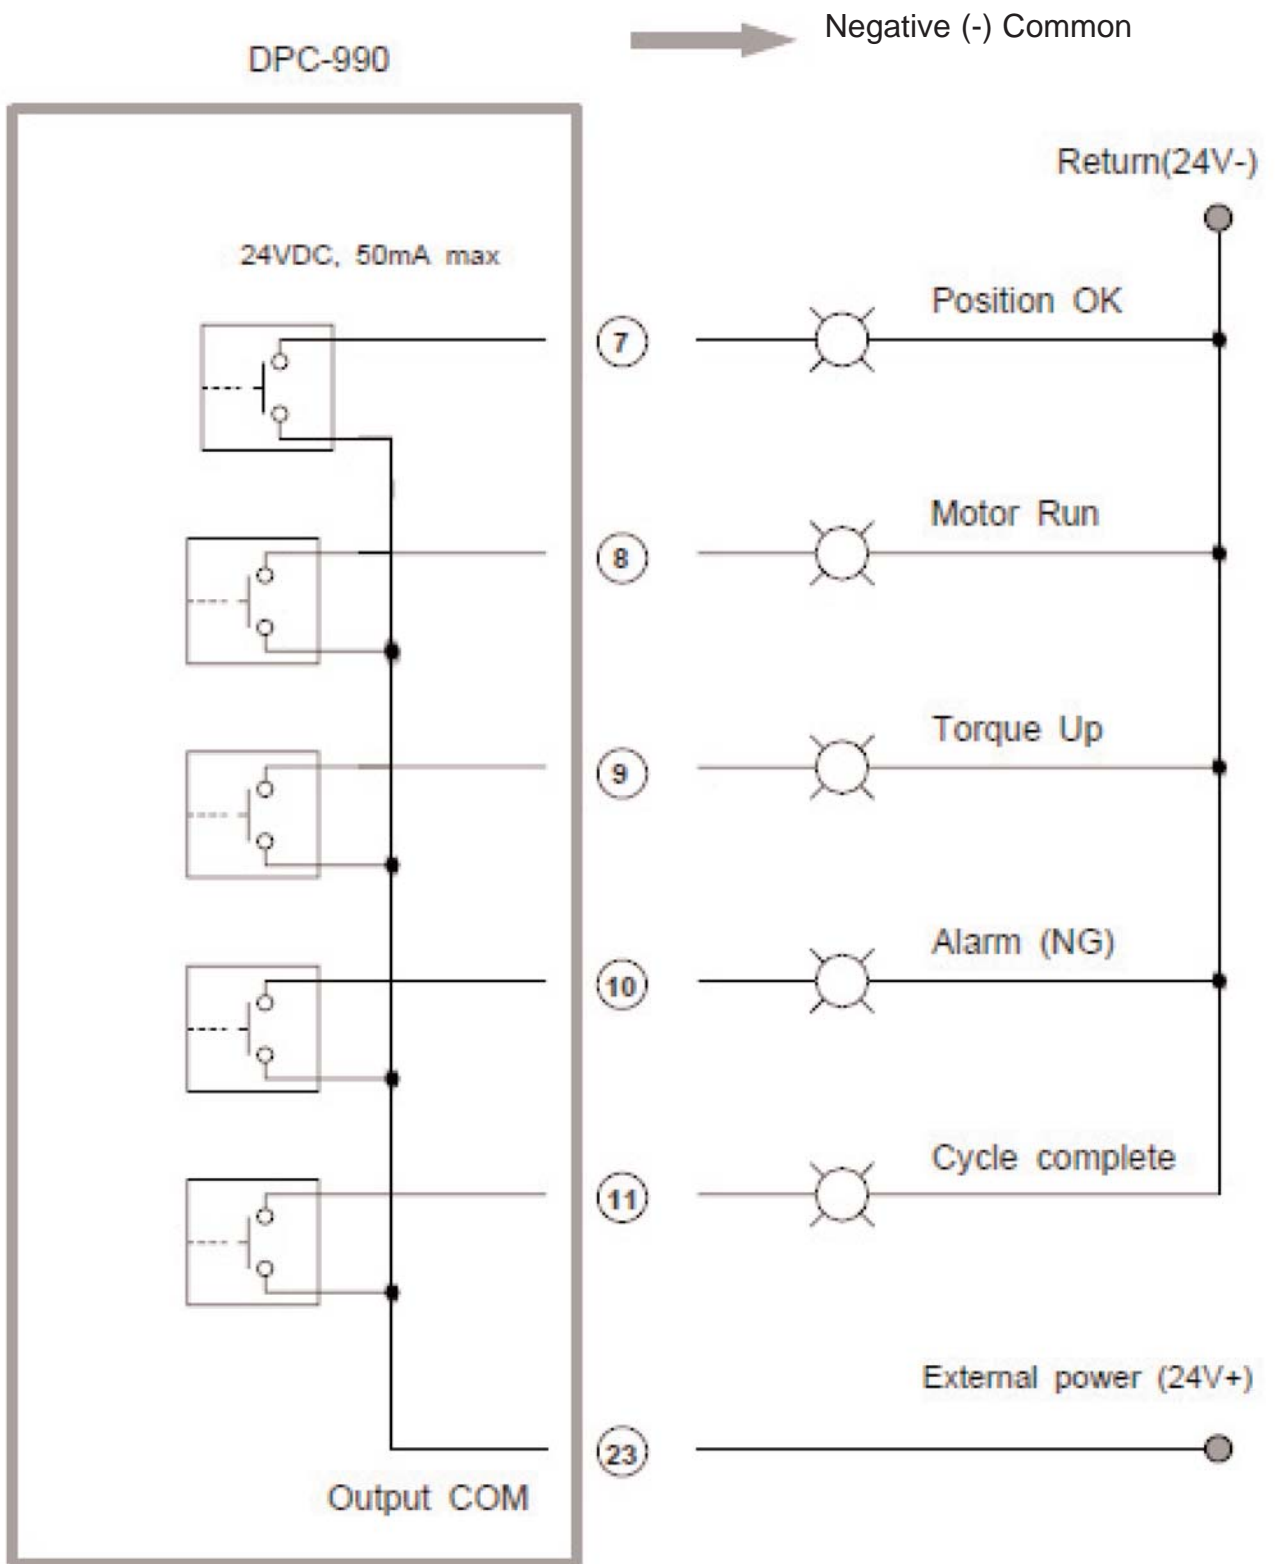 Negative (-) Common
DPC-990
Return(24V-)
24VDC, 50mA max
Position OK
7
Motor Run
8
Torque Up
9
Alarm (NG)
10
Cycle complete
11
External power (24V+)
23
Output COM